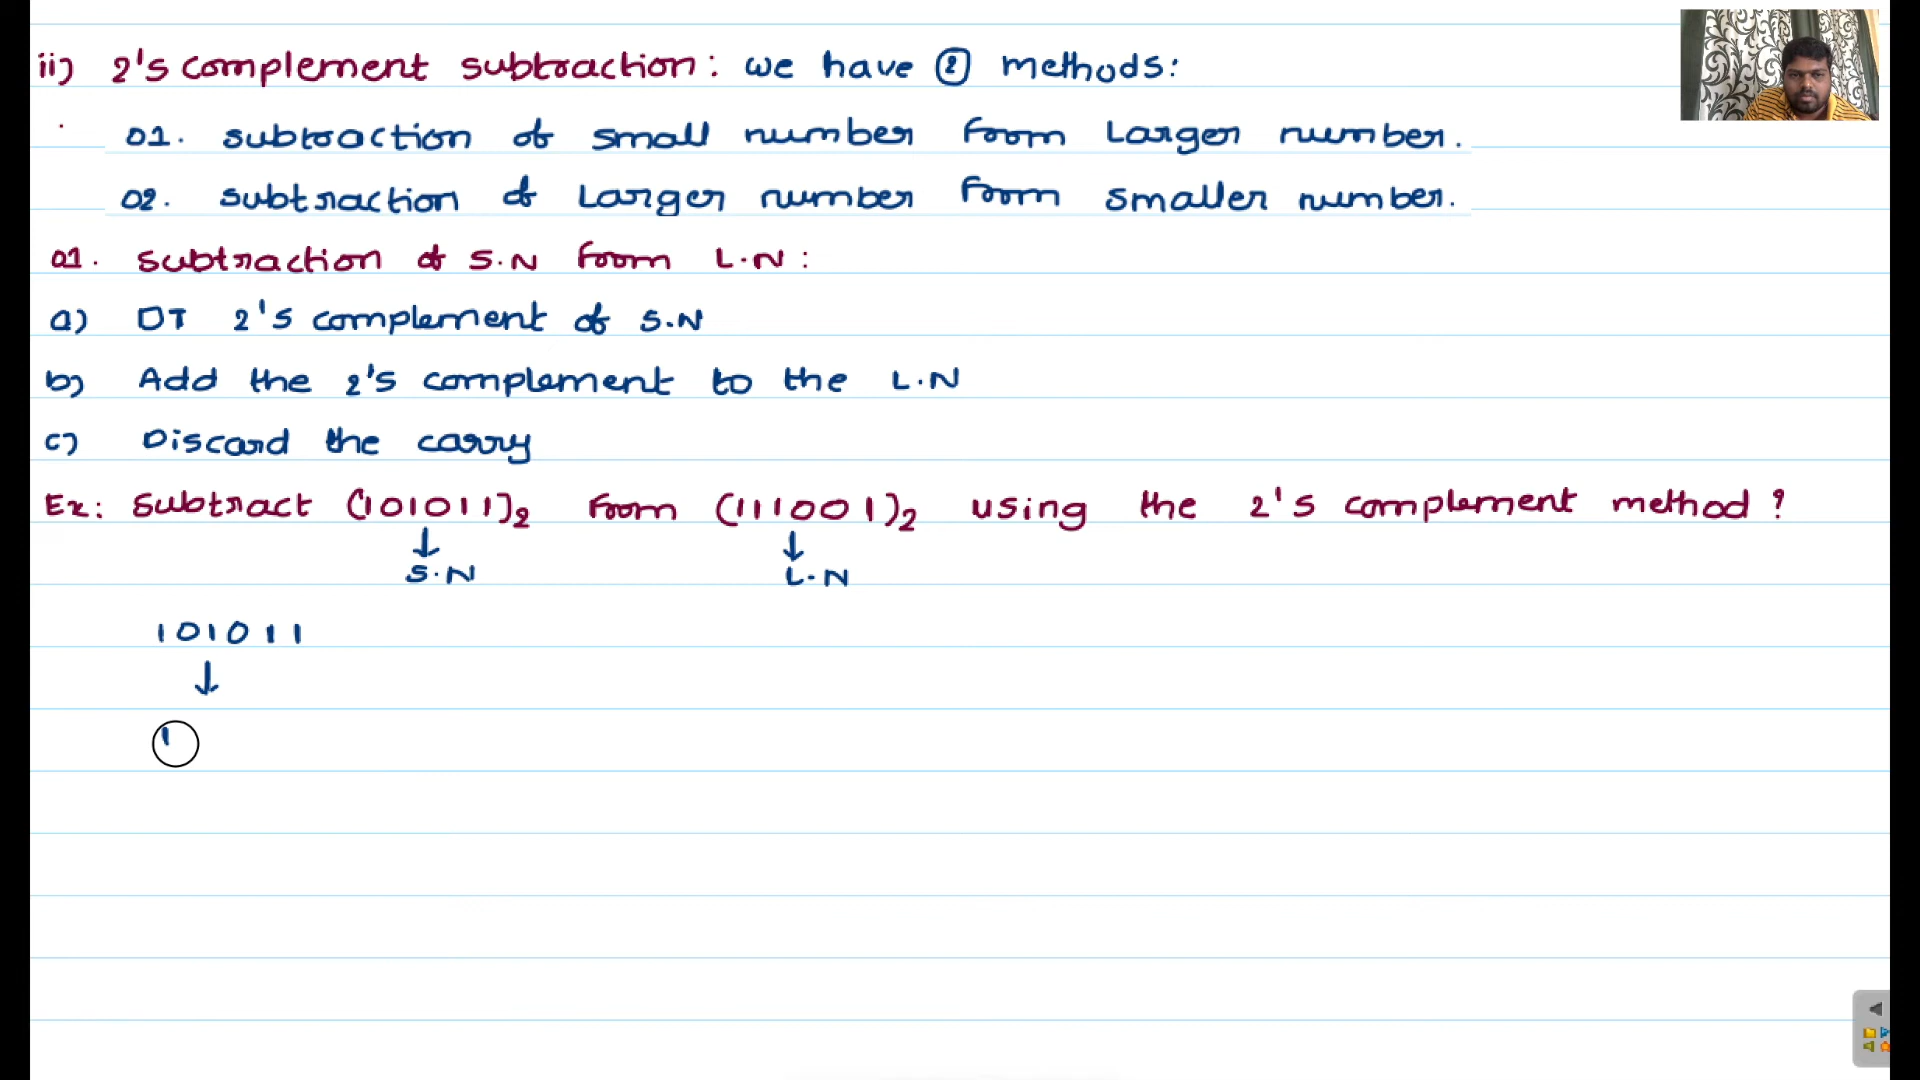 ii) 2's complement subtraction: we have 2 methods:
01. subtraction of small number from Larger number.
02. subtraction of Larger number from smaller number.
01. subtraction of S.N from L.N:
a) DT 2's complement of S.N
b) Add the 2's complement to the L.N
c) Discard the carry
Ex: Subtract (101011)2 from (111001)2 using the 2's complement method?
↓ ↓
S.N L.N
101011
↓
1